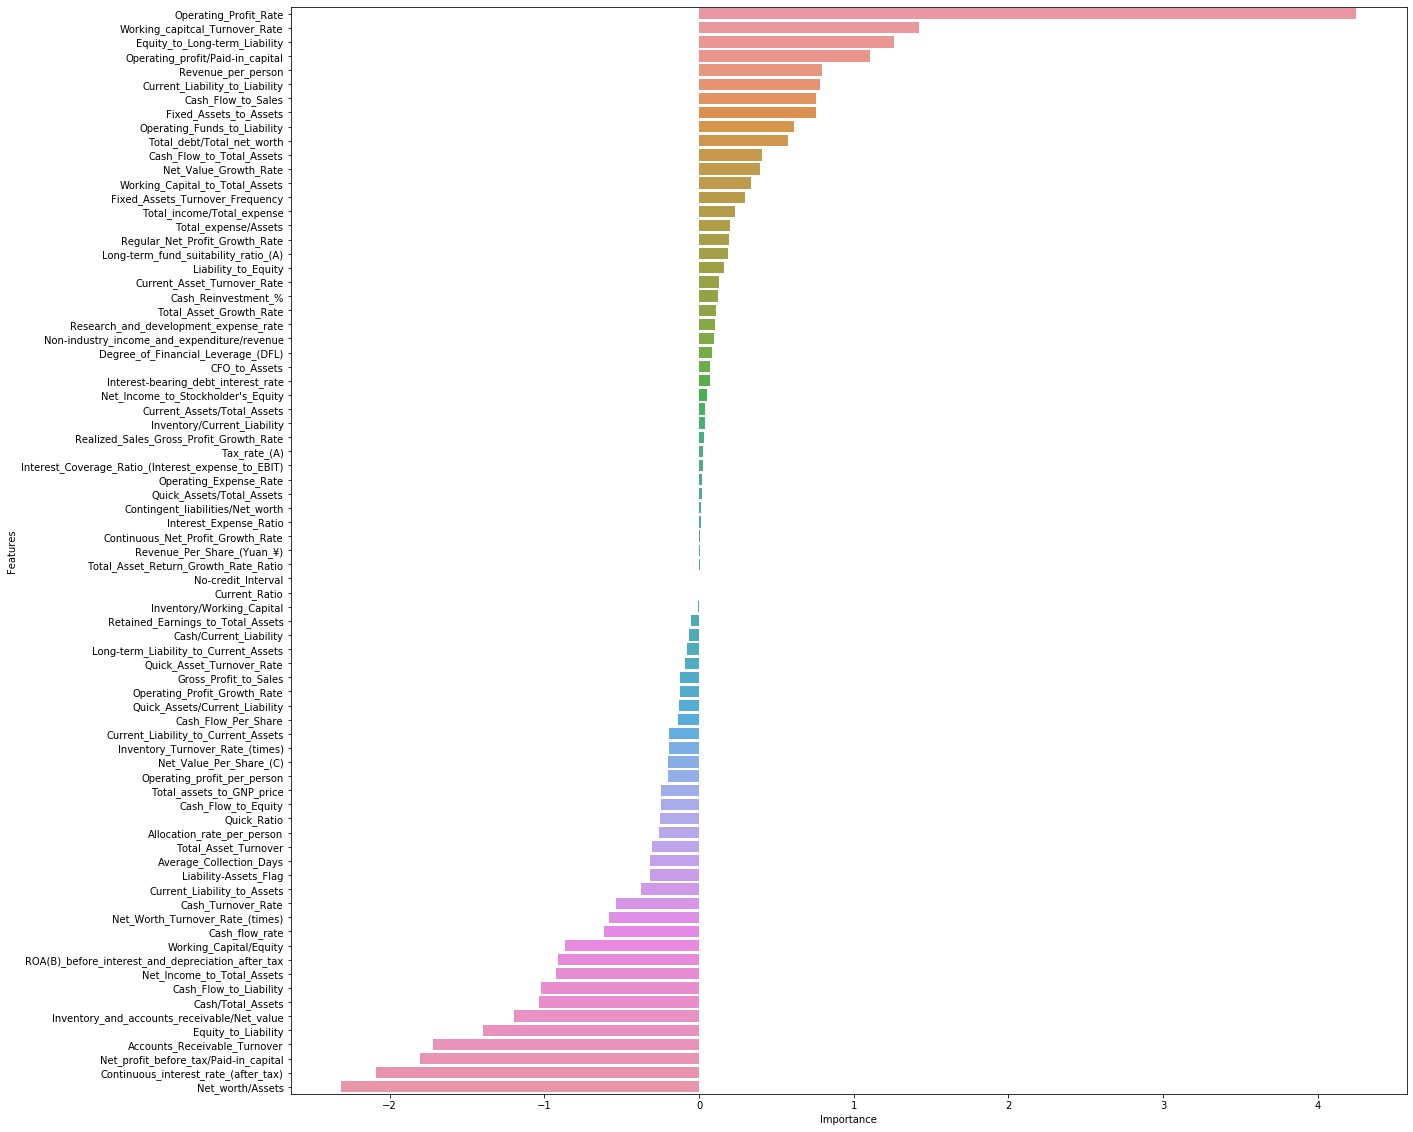 Operating_Profit_Rate
Working_capitcal_Turnover_Rate
Equity_to_Long-term_Liability
Operating_profit/Paid-in_capital
Revenue_per_person
Current_Liability_to_Liability
Cash_Flow_to_Sales
Fixed_Assets_to_Assets
Operating_Funds_to_Liability
Total_debt/Total_net_worth
Cash_Flow_to_Total_Assets
Net_Value_Growth_Rate
Working_Capital_to_Total_Assets
Fixed_Assets_Turnover_Frequency
Total_income/Total_expense
Total_expense/Assets
Regular_Net_Profit_Growth_Rate
Long-term_fund_suitability_ratio_(A)
Liability_to_Equity
Current_Asset_Turnover_Rate
Cash_Reinvestment_%
Total_Asset_Growth_Rate
Research_and_development_expense_rate
Non-industry_income_and_expenditure/revenue
Degree_of_Financial_Leverage_(DFL)
CFO_to_Assets
Interest-bearing_debt_interest_rate
Net_Income_to_Stockholder's_Equity
Current_Assets/Total_Assets
Inventory/Current_Liability
Realized_Sales_Gross_Profit_Growth_Rate
Tax_rate_(A)
Interest_Coverage_Ratio_(Interest_expense_to_EBIT)
Operating_Expense_Rate
Quick_Assets/Total_Assets
Contingent_liabilities/Net_worth
Interest_Expense_Ratio
Continuous_Net_Profit_Growth_Rate
Revenue_Per_Share_(Yuan_¥)
Total_Asset_Return_Growth_Rate_Ratio
No-credit_Interval
Current_Ratio
Inventory/Working_Capital
Retained_Earnings_to_Total_Assets
Cash/Current_Liability
Long-term_Liability_to_Current_Assets
Quick_Asset_Turnover_Rate
Gross_Profit_to_Sales
Operating_Profit_Growth_Rate
Quick_Assets/Current_Liability
Cash_Flow_Per_Share
Current_Liability_to_Current_Assets
Inventory_Turnover_Rate_(times)
Net_Value_Per_Share_(C)
Operating_profit_per_person
Total_assets_to_GNP_price
Cash_Flow_to_Equity
Quick_Ratio
Allocation_rate_per_person
Total_Asset_Turnover
Average_Collection_Days
Liability-Assets_Flag
Current_Liability_to_Assets
Cash_Turnover_Rate
Net_Worth_Turnover_Rate_(times)
Cash_flow_rate
Working_Capital/Equity
ROA(B)_before_interest_and_depreciation_after_tax
Net_Income_to_Total_Assets
Cash_Flow_to_Liability
Cash/Total_Assets
Inventory_and_accounts_receivable/Net_value
Equity_to_Liability
Accounts_Receivable_Turnover
Net_profit_before_tax/Paid-in_capital
Continuous_interest_rate_(after_tax)
Net_worth/Assets
Features
−2 −1 0 1 2 3 4
Importance